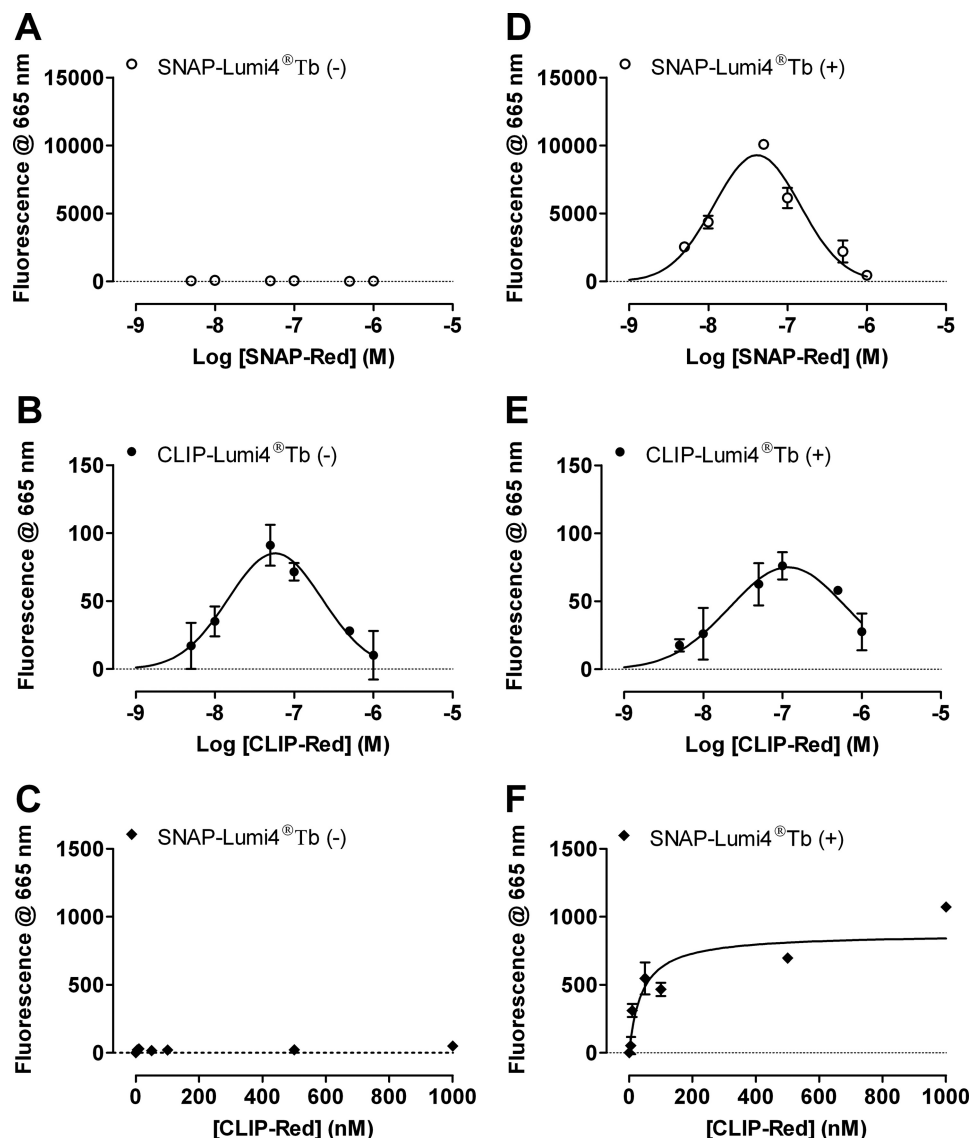 A
SNAP-Lumi4®Tb (-)
Fluorescence @ 665 nm
15000
10000
5000
0
-9 -8 -7 -6 -5
Log [SNAP-Red] (M)
D
SNAP-Lumi4®Tb (+)
Fluorescence @ 665 nm
15000
10000
5000
0
-9 -8 -7 -6 -5
Log [SNAP-Red] (M)
B
CLIP-Lumi4®Tb (-)
Fluorescence @ 665 nm
150
100
50
0
-9 -8 -7 -6 -5
Log [CLIP-Red] (M)
E
CLIP-Lumi4®Tb (+)
Fluorescence @ 665 nm
150
100
50
0
-9 -8 -7 -6 -5
Log [CLIP-Red] (M)
C
SNAP-Lumi4®Tb (-)
Fluorescence @ 665 nm
1500
1000
500
0
0 200 400 600 800 1000
[CLIP-Red] (nM)
F
SNAP-Lumi4®Tb (+)
Fluorescence @ 665 nm
1500
1000
500
0
0 200 400 600 800 1000
[CLIP-Red] (nM)